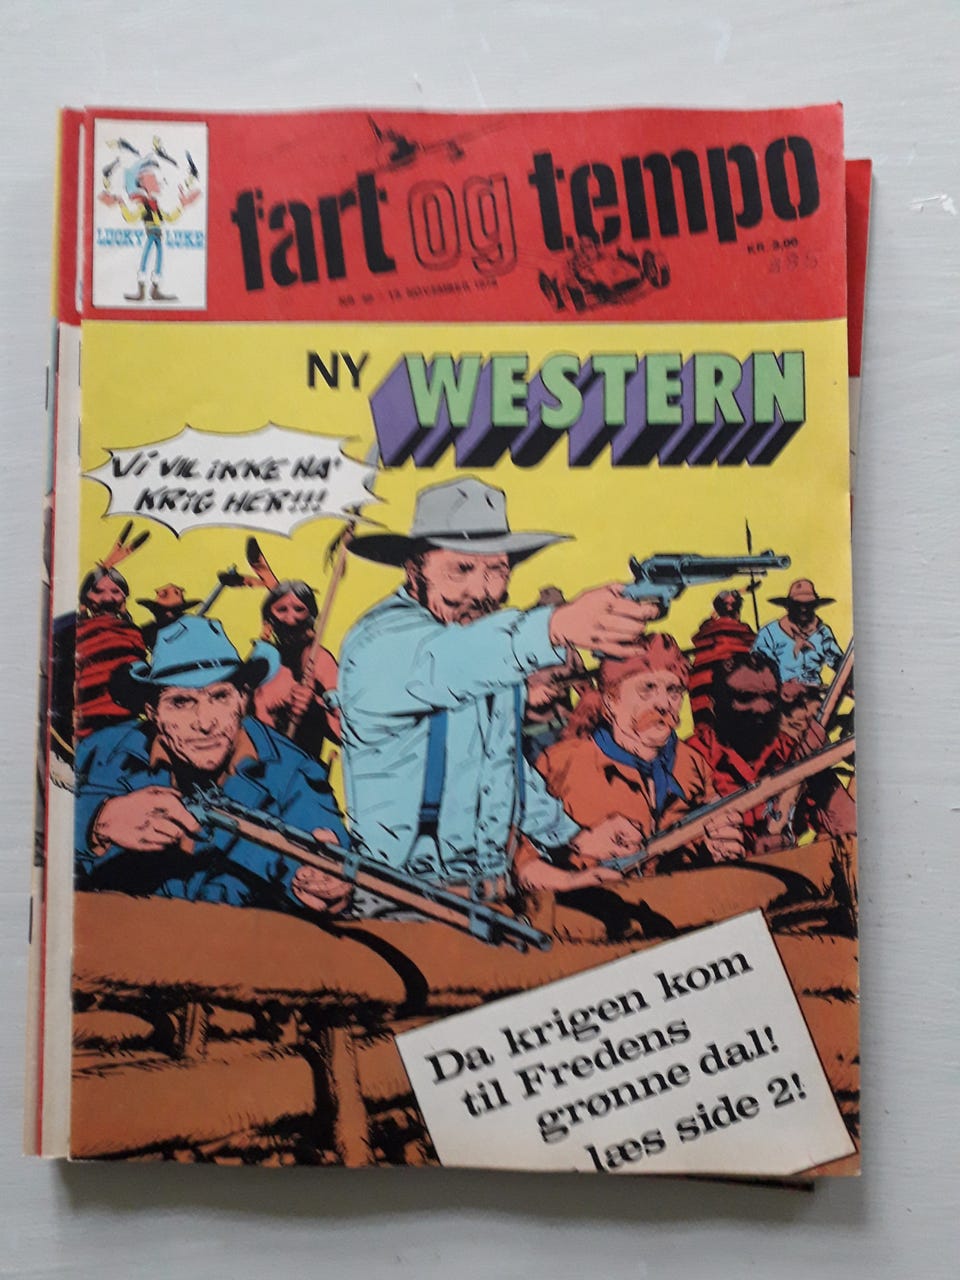 LUCKY LUKE
fart og tempo
KR. 3,00
NOVEMBER
NY WESTERN
VI VIL IKKE HA'
KRIG HER!!!
Da krigen kom
til Fredens
grønne dal!
læs side 2!